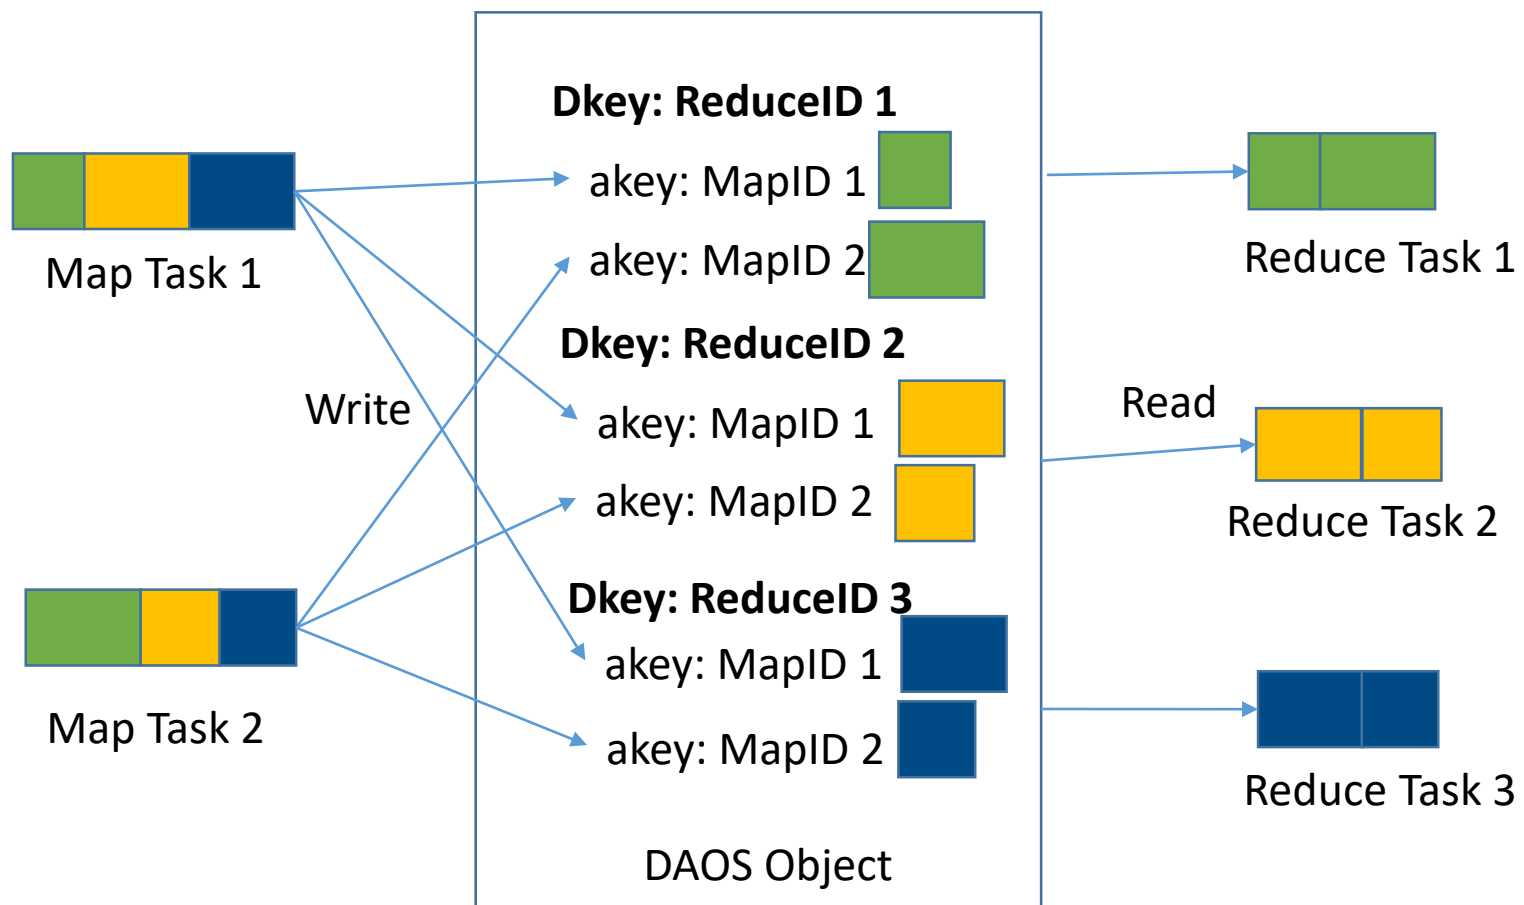 Dkey: ReduceID 1
akey: MapID 1
akey: MapID 2
Map Task 1
Reduce Task 1
Dkey: ReduceID 2
Write
akey: MapID 1
Read
akey: MapID 2
Reduce Task 2
Dkey: ReduceID 3
akey: MapID 1
Map Task 2
akey: MapID 2
Reduce Task 3
DAOS Object